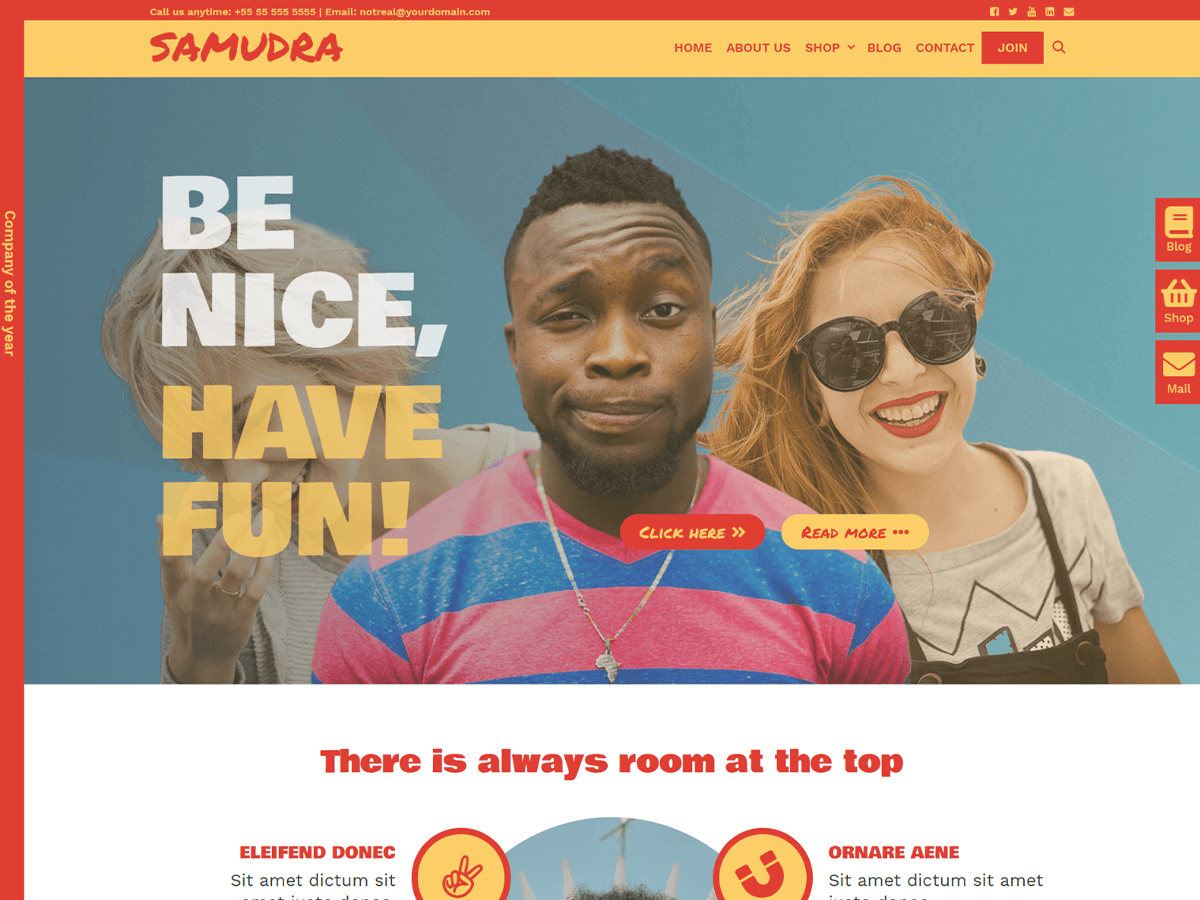 Call us anytime: +55 55 555 5555 | Email: notreal@yourdomain.com
SAMUDRA
HOME ABOUT US SHOP BLOG CONTACT JOIN
Company of the year
BE
NICE,
HAVE
FUN!
Blog
Shop
Mail
Click here
Read more
There is always room at the top
ELEIFEND DONEC
Sit amet dictum sit
ORNARE AENE
Sit amet dictum sit amet